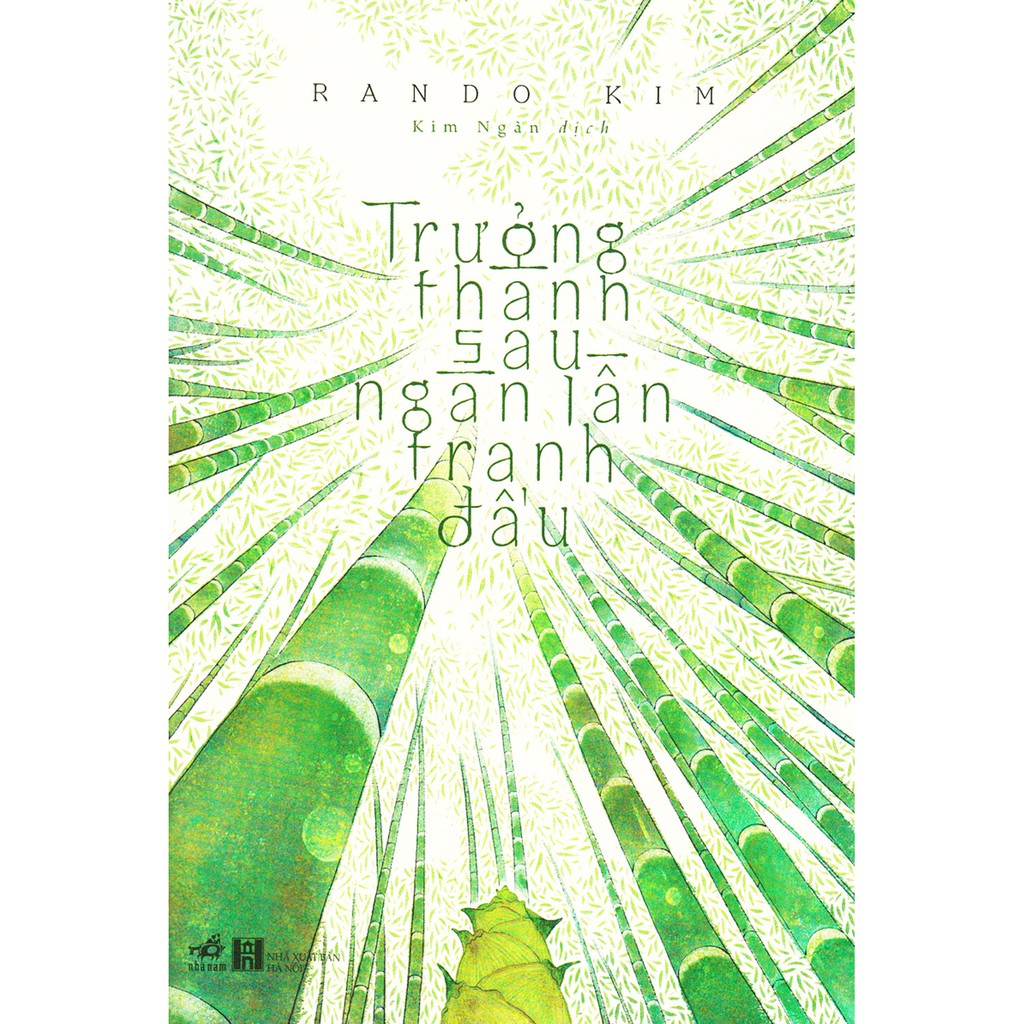 RANDO KIM
Kim Ngân dịch
Trưởng
thành
sau
ngàn lần
tranh
đấu
nhã nam
NHÀ XUẤT BẢN
HÀ NỘI